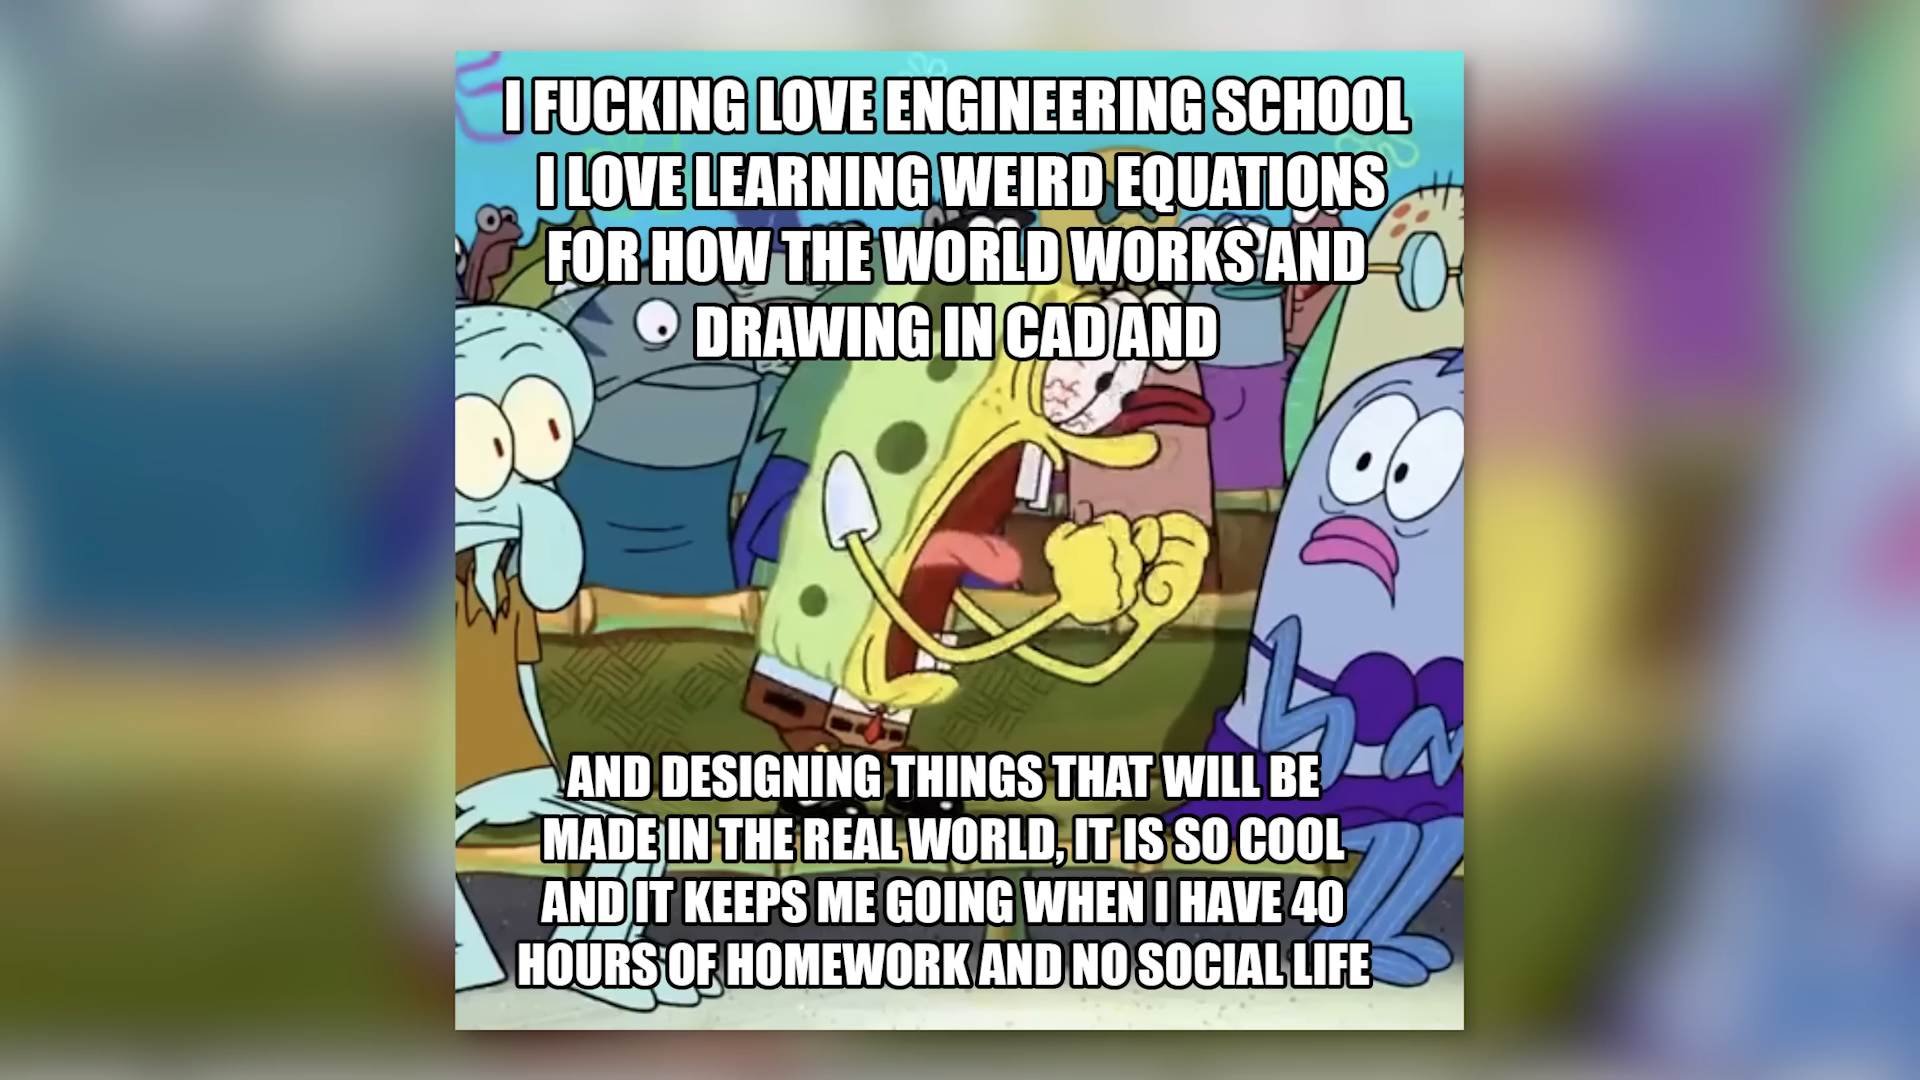 I FUCKING LOVE ENGINEERING SCHOOL
I LOVE LEARNING WEIRD EQUATIONS
FOR HOW THE WORLD WORKS AND
DRAWING IN CAD AND
AND DESIGNING THINGS THAT WILL BE
MADE IN THE REAL WORLD, IT IS SO COOL
AND IT KEEPS ME GOING WHEN I HAVE 40
HOURS OF HOMEWORK AND NO SOCIAL LIFE